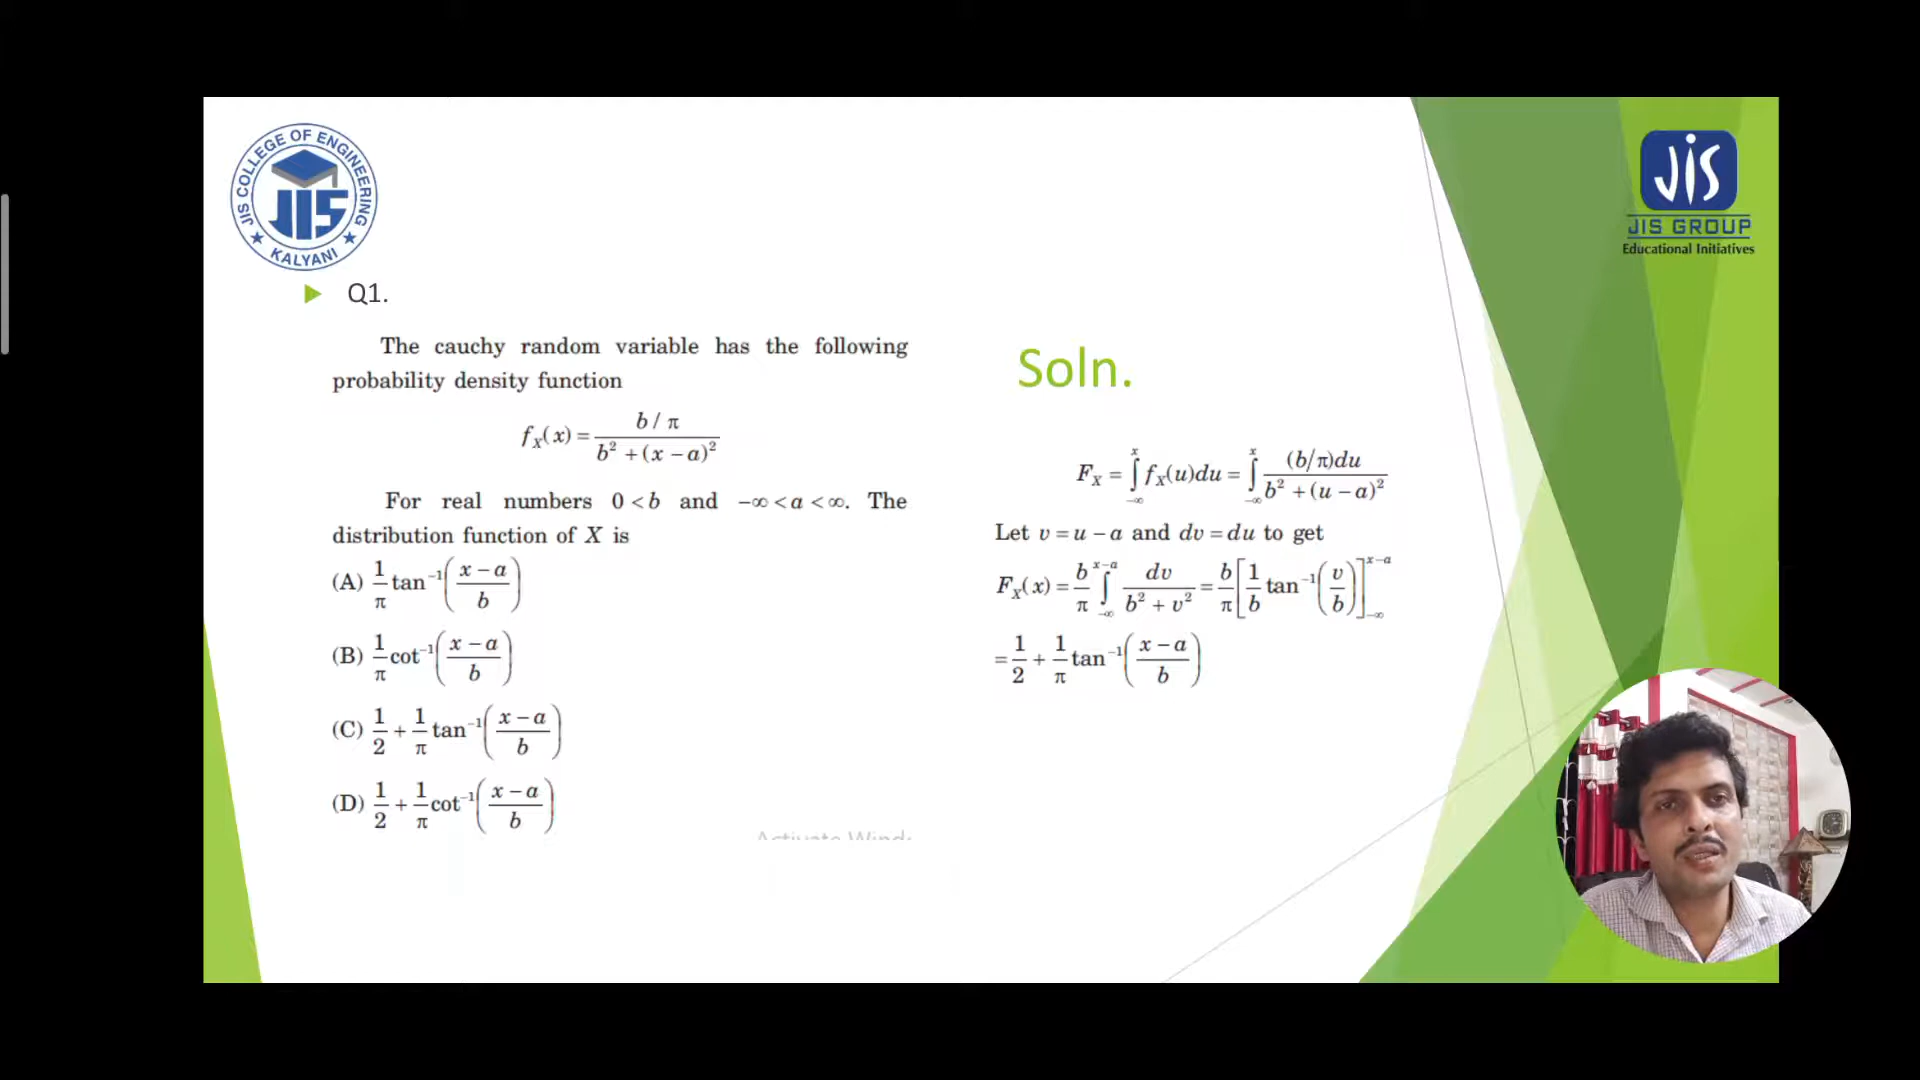 JIS COLLEGE OF ENGINEERING
JIS
★ KALYANI ★
JIS
JIS GROUP
Educational Initiatives
Q1.
The cauchy random variable has the following
probability density function
f_X(x) = (b / π) / (b² + (x − a)²)
For real numbers 0 < b and −∞ < a < ∞. The
distribution function of X is
(A) 1/π tan⁻¹((x − a)/b)
(B) 1/π cot⁻¹((x − a)/b)
(C) 1/2 + 1/π tan⁻¹((x − a)/b)
(D) 1/2 + 1/π cot⁻¹((x − a)/b)
Soln.
F_X = ∫_{−∞}^{x} f_X(u)du = ∫_{−∞}^{x} (b/π)du / (b² + (u − a)²)
Let v = u − a and dv = du to get
F_X(x) = b/π ∫_{−∞}^{x−a} dv/(b² + v²) = b/π [1/b tan⁻¹(v/b)]_{−∞}^{x−a}
= 1/2 + 1/π tan⁻¹((x − a)/b)